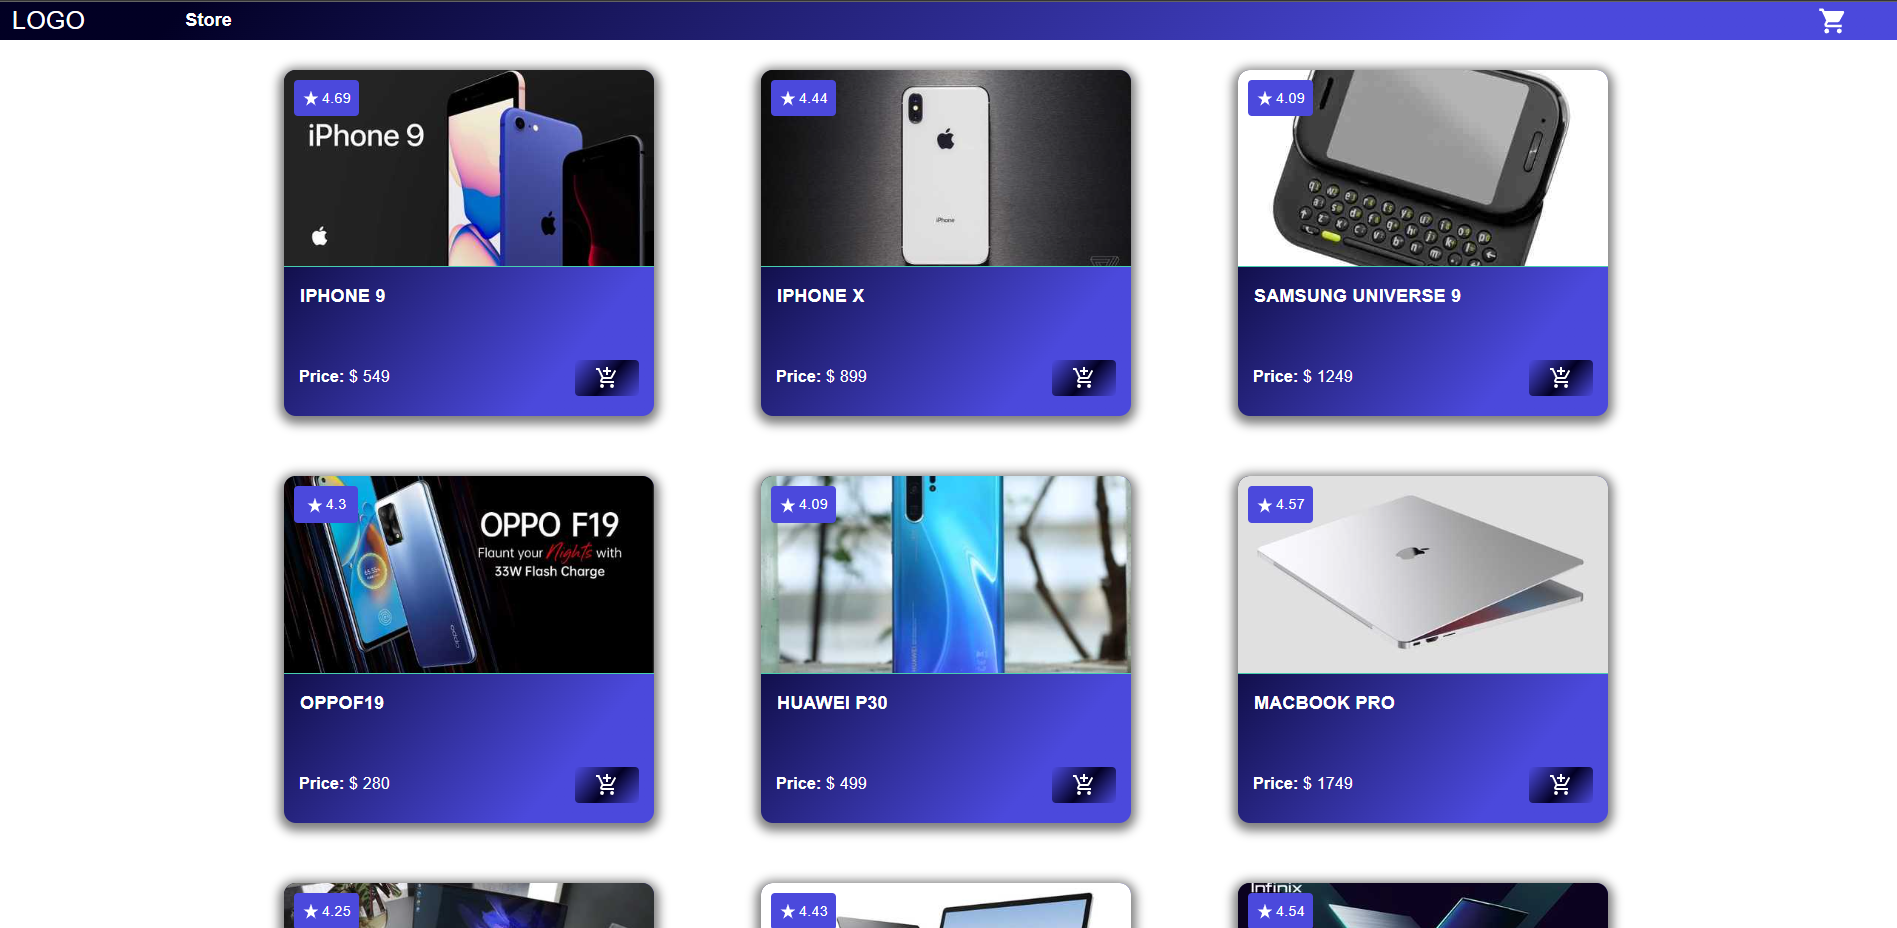 LOGO
Store
4.69
iPhone 9
IPHONE 9
Price: $ 549
4.44
iPhone
IPHONE X
Price: $ 899
4.09
SAMSUNG UNIVERSE 9
Price: $ 1249
4.3
OPPO F19
Flaunt your Nights with
33W Flash Charge
oppo
OPPOF19
Price: $ 280
4.09
HUAWEI
HUAWEI P30
Price: $ 499
4.57
MACBOOK PRO
Price: $ 1749
4.25
4.43
Infinix
4.54